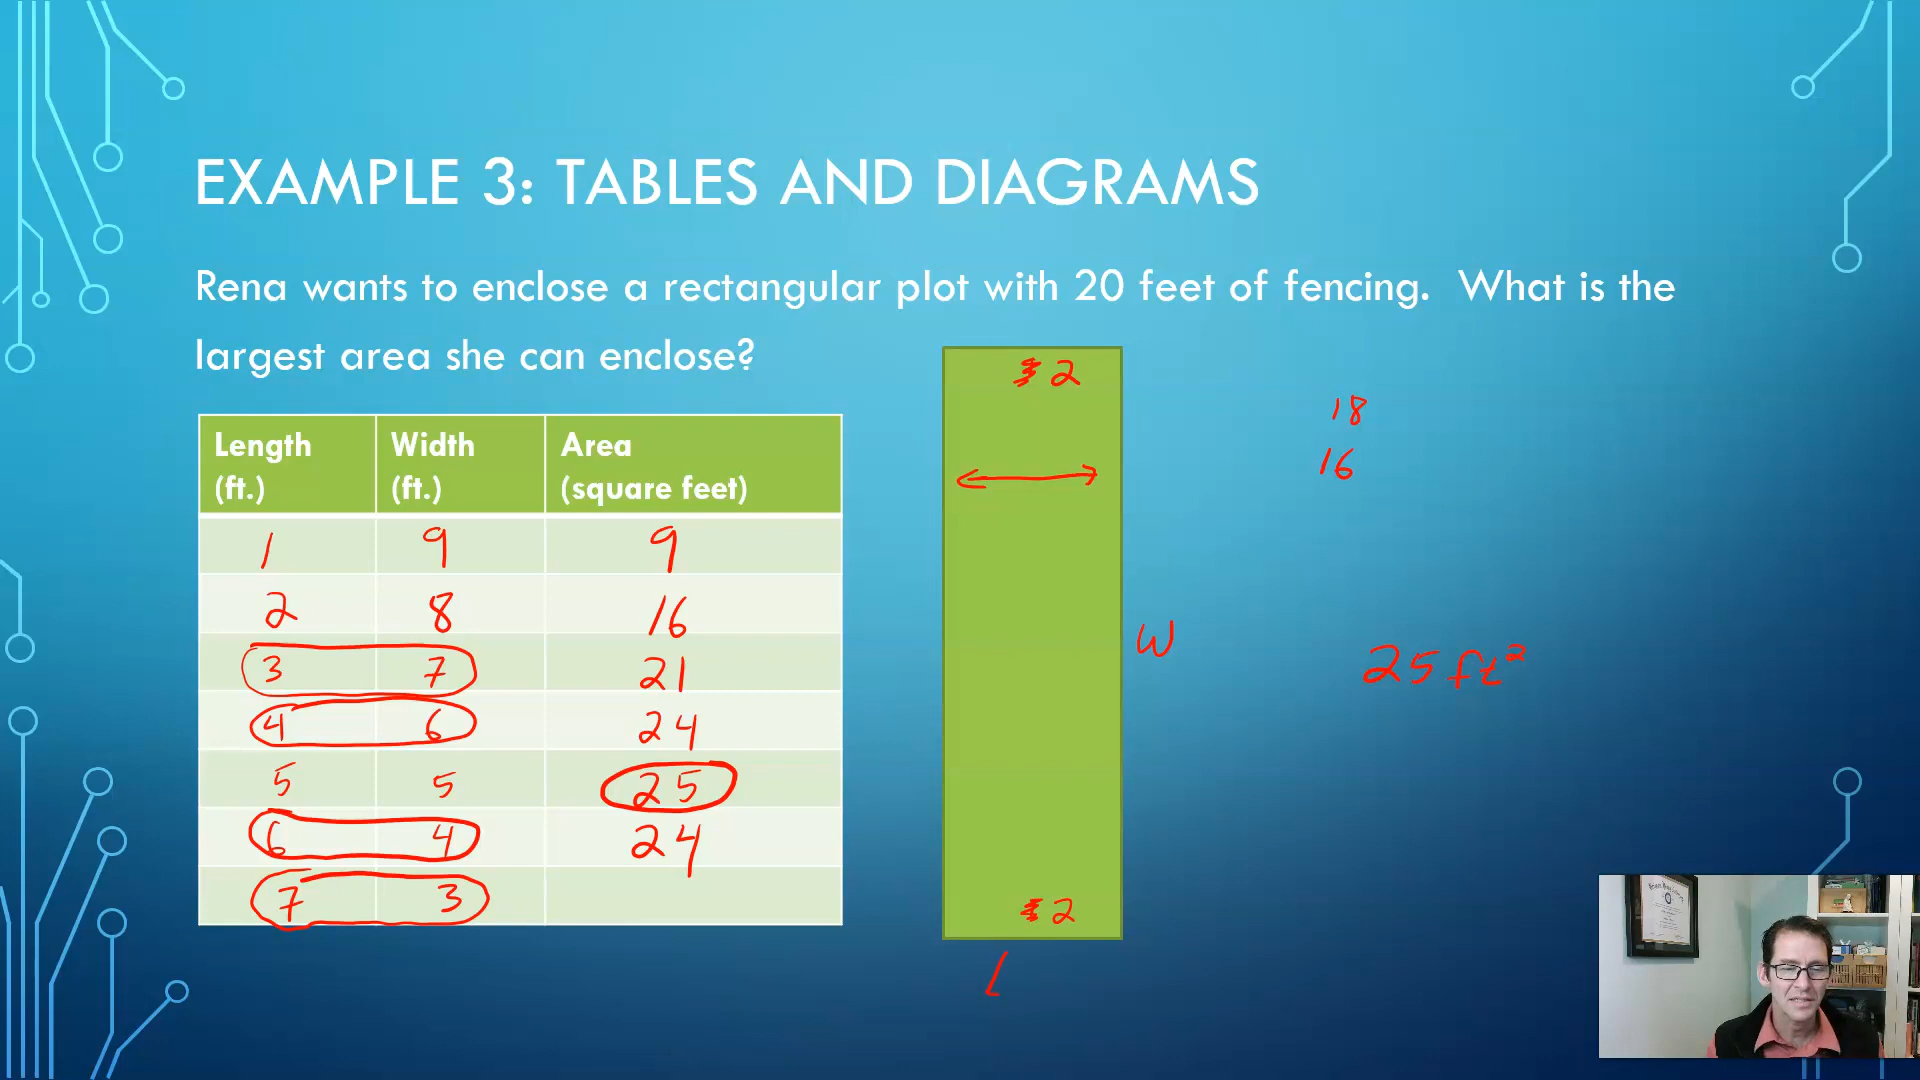 EXAMPLE 3: TABLES AND DIAGRAMS
Rena wants to enclose a rectangular plot with 20 feet of fencing. What is the
largest area she can enclose?
Length (ft.) Width (ft.) Area (square feet)
1 9 9
2 8 16
3 7 21
4 6 24
5 5 25
6 4 24
7 3
2
W
2
L
18
16
25 ft²